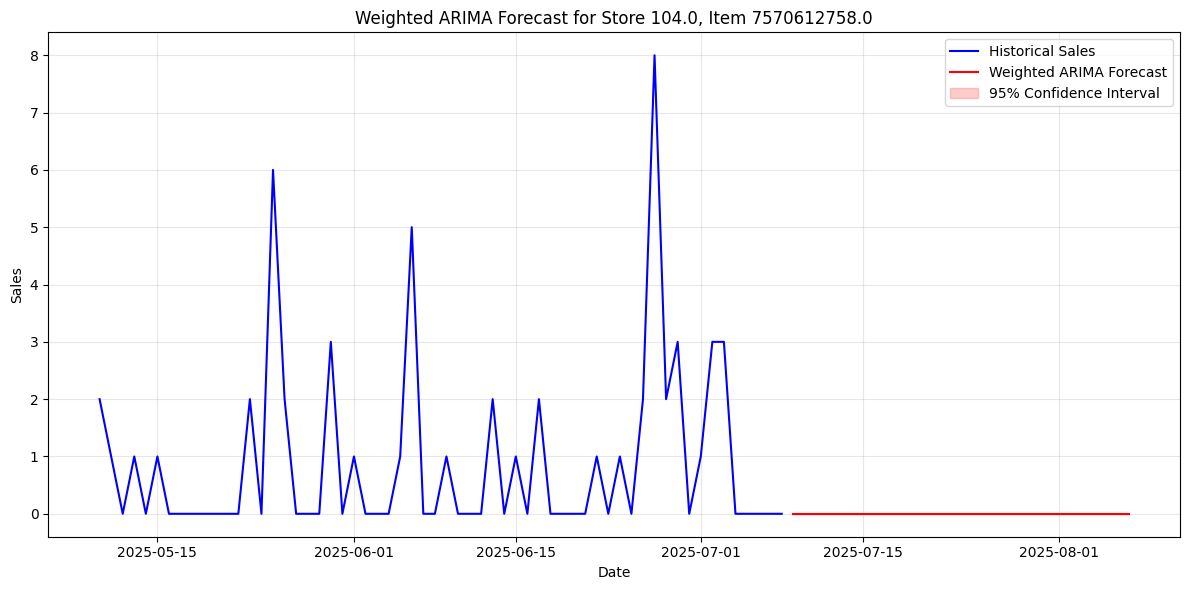 Weighted ARIMA Forecast for Store 104.0, Item 7570612758.0
Historical Sales
Weighted ARIMA Forecast
95% Confidence Interval
Sales
8
7
6
5
4
3
2
1
0
2025-05-15 2025-06-01 2025-06-15 2025-07-01 2025-07-15 2025-08-01
Date